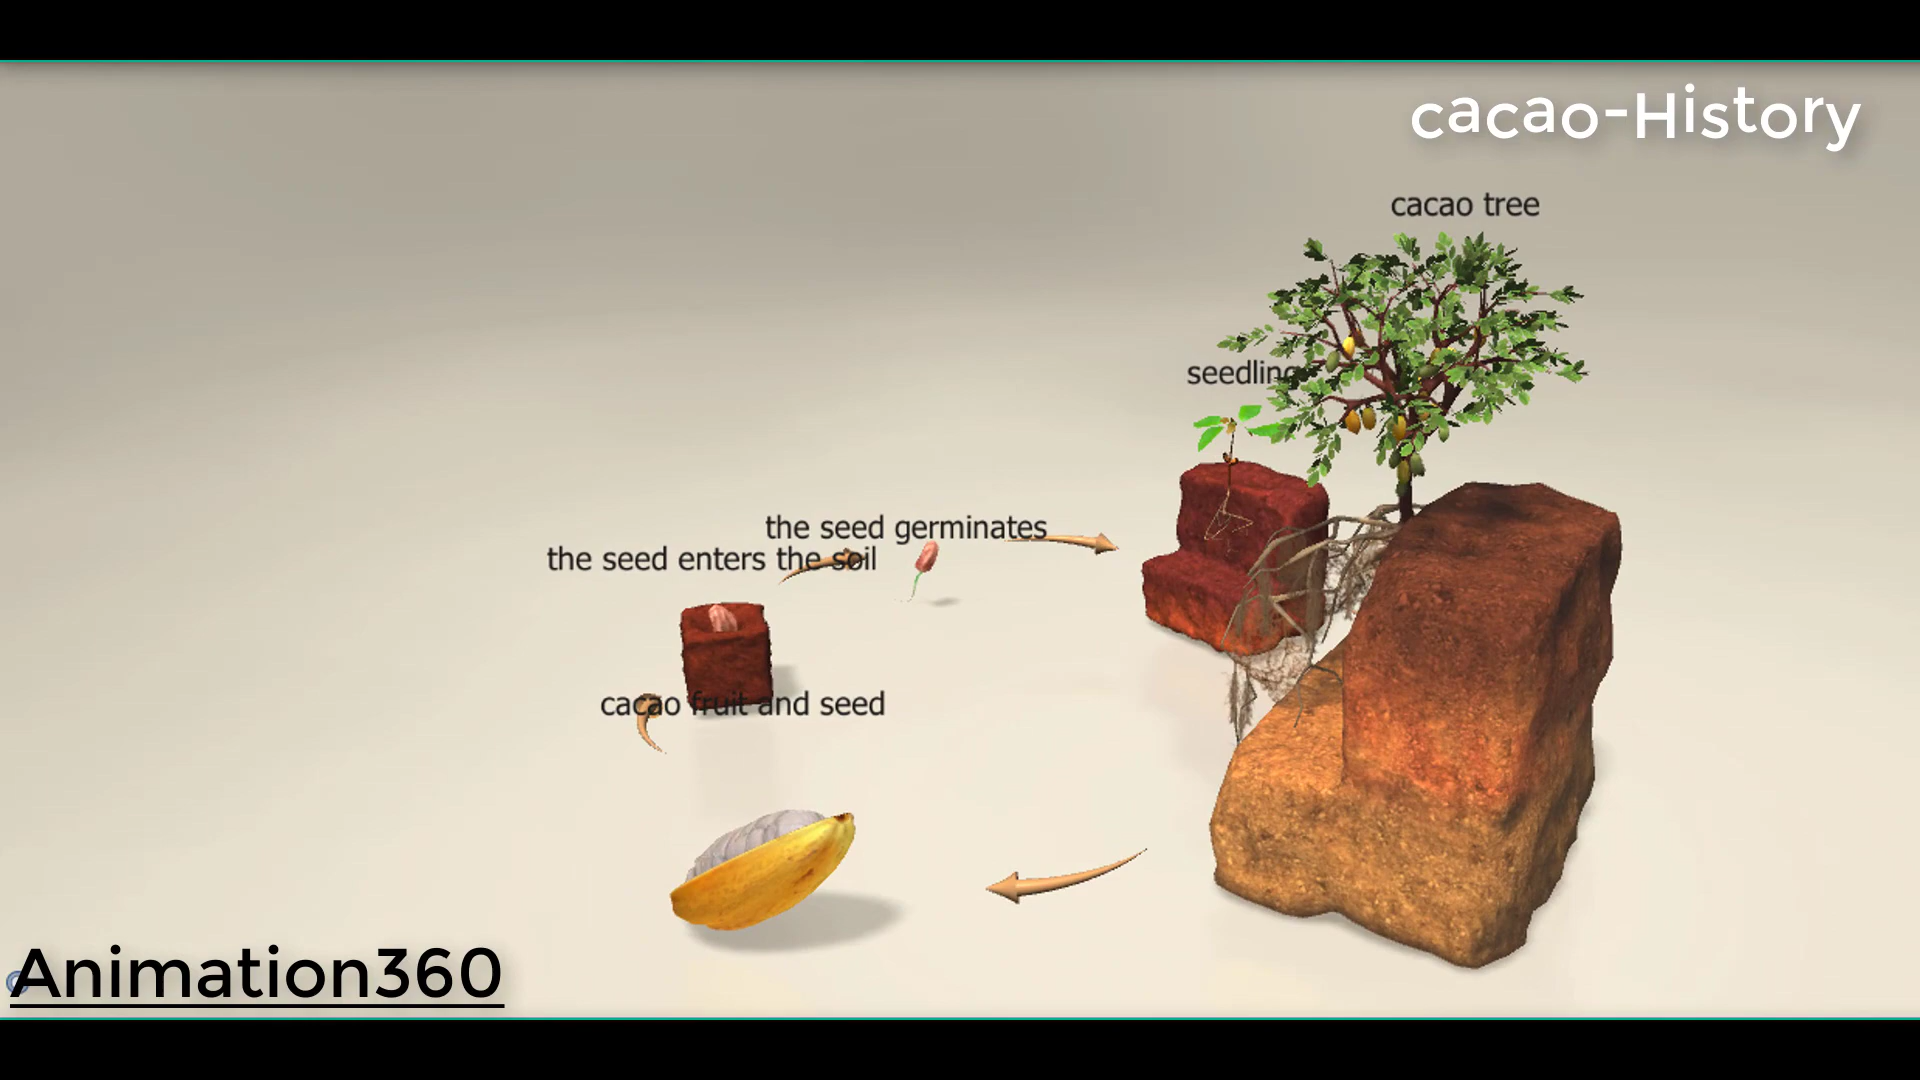 cacao-History
cacao tree
seedling
the seed germinates
the seed enters the soil
cacao fruit and seed
Animation360